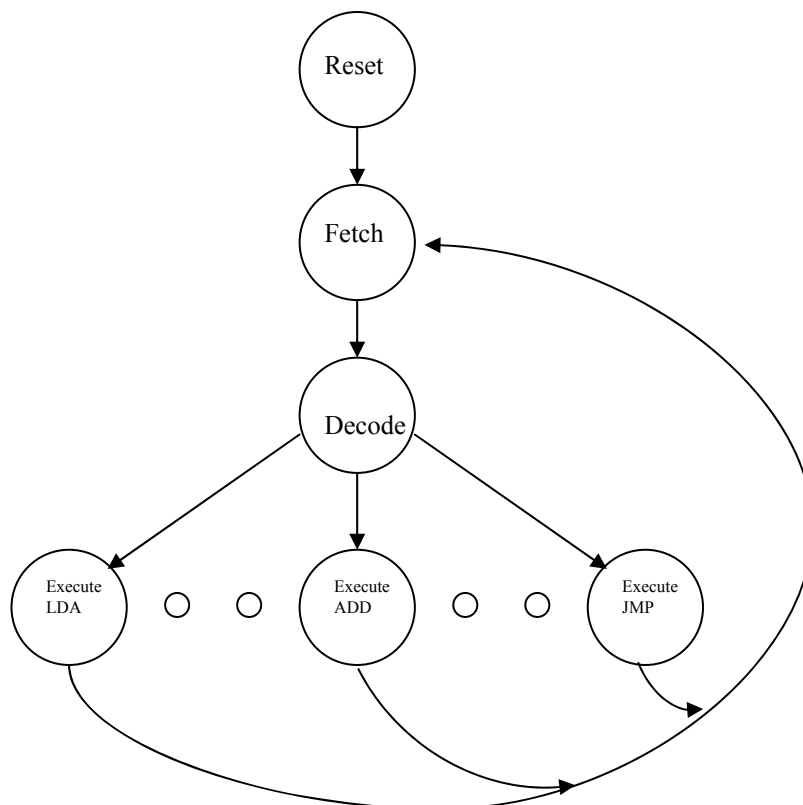 Reset
Fetch
Decode
Execute
LDA
Execute
ADD
Execute
JMP